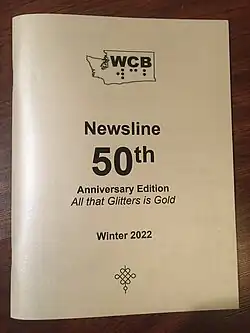 WCB
Newsline
50th
Anniversary Edition
All that Glitters is Gold
Winter 2022